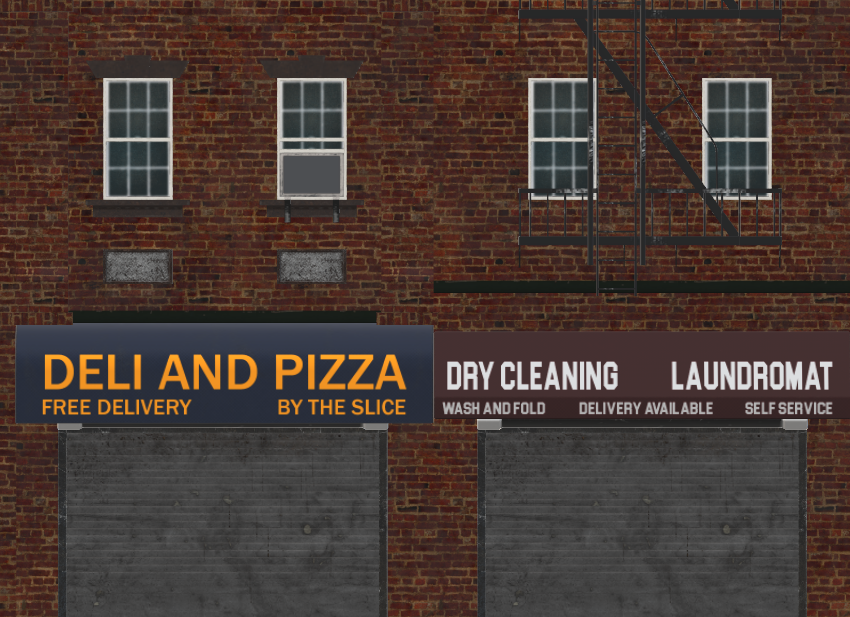 DELI AND PIZZA
FREE DELIVERY BY THE SLICE
DRY CLEANING LAUNDROMAT
WASH AND FOLD DELIVERY AVAILABLE SELF SERVICE